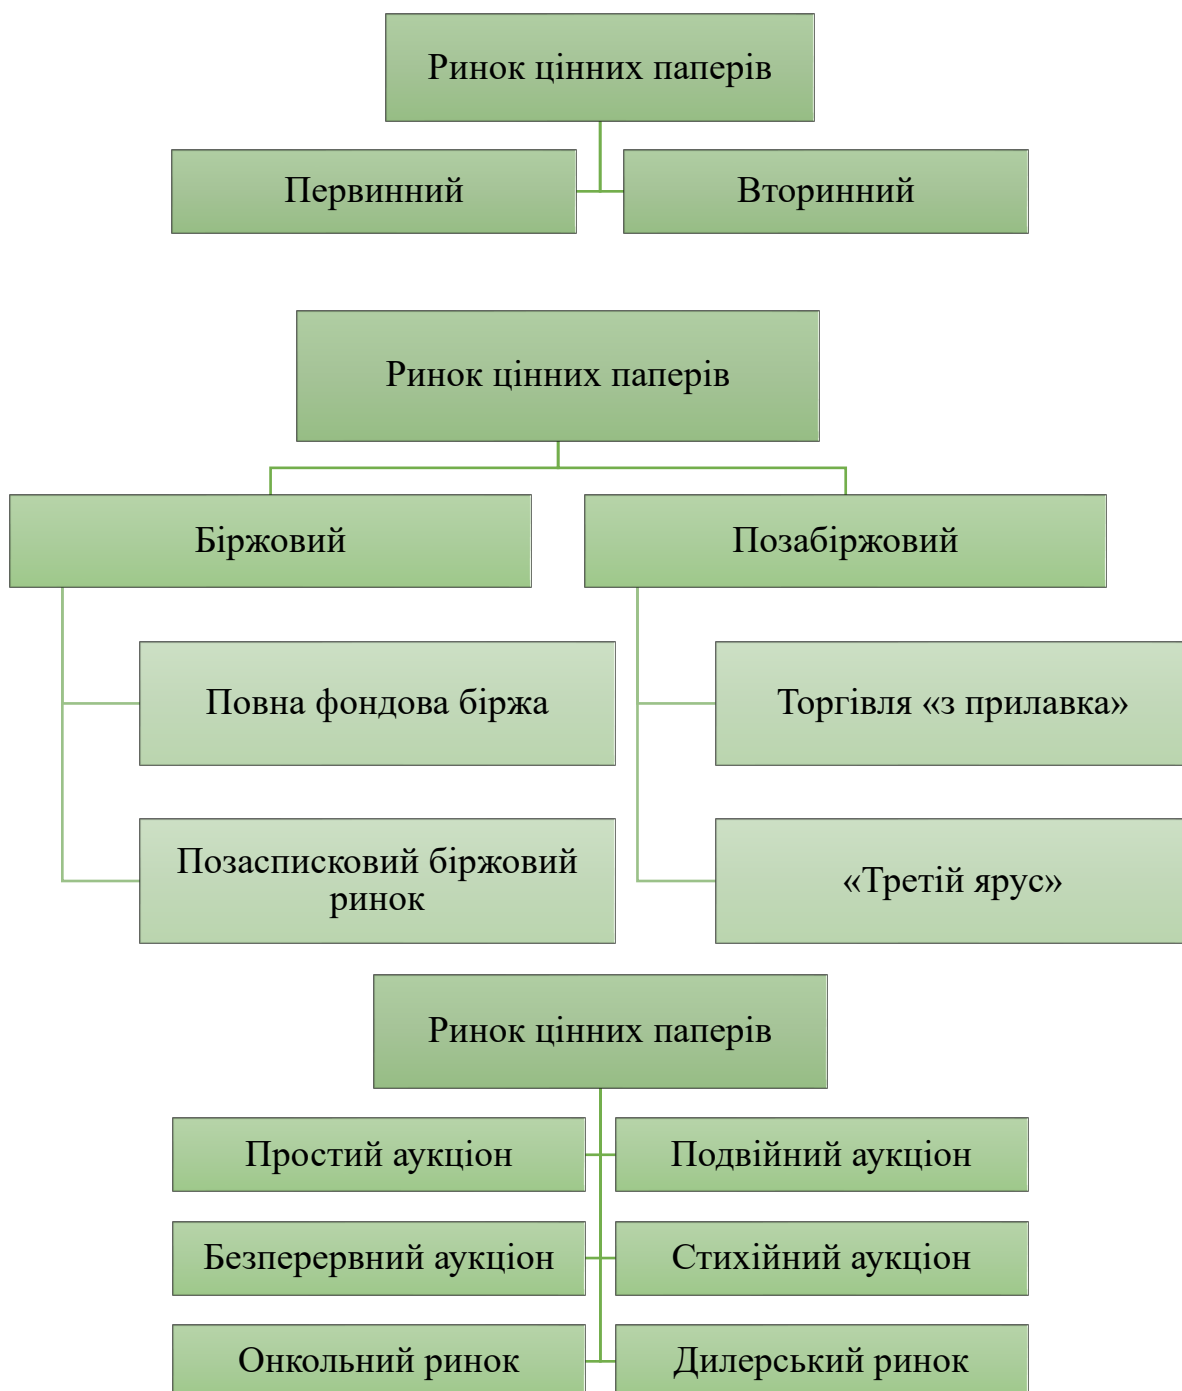 Ринок цінних паперів
Первинний
Вторинний
Ринок цінних паперів
Біржовий
Позабіржовий
Повна фондова біржа
Торгівля «з прилавка»
Позасписковий біржовий
ринок
«Третій ярус»
Ринок цінних паперів
Простий аукціон
Подвійний аукціон
Безперервний аукціон
Стихійний аукціон
Онкольний ринок
Дилерський ринок